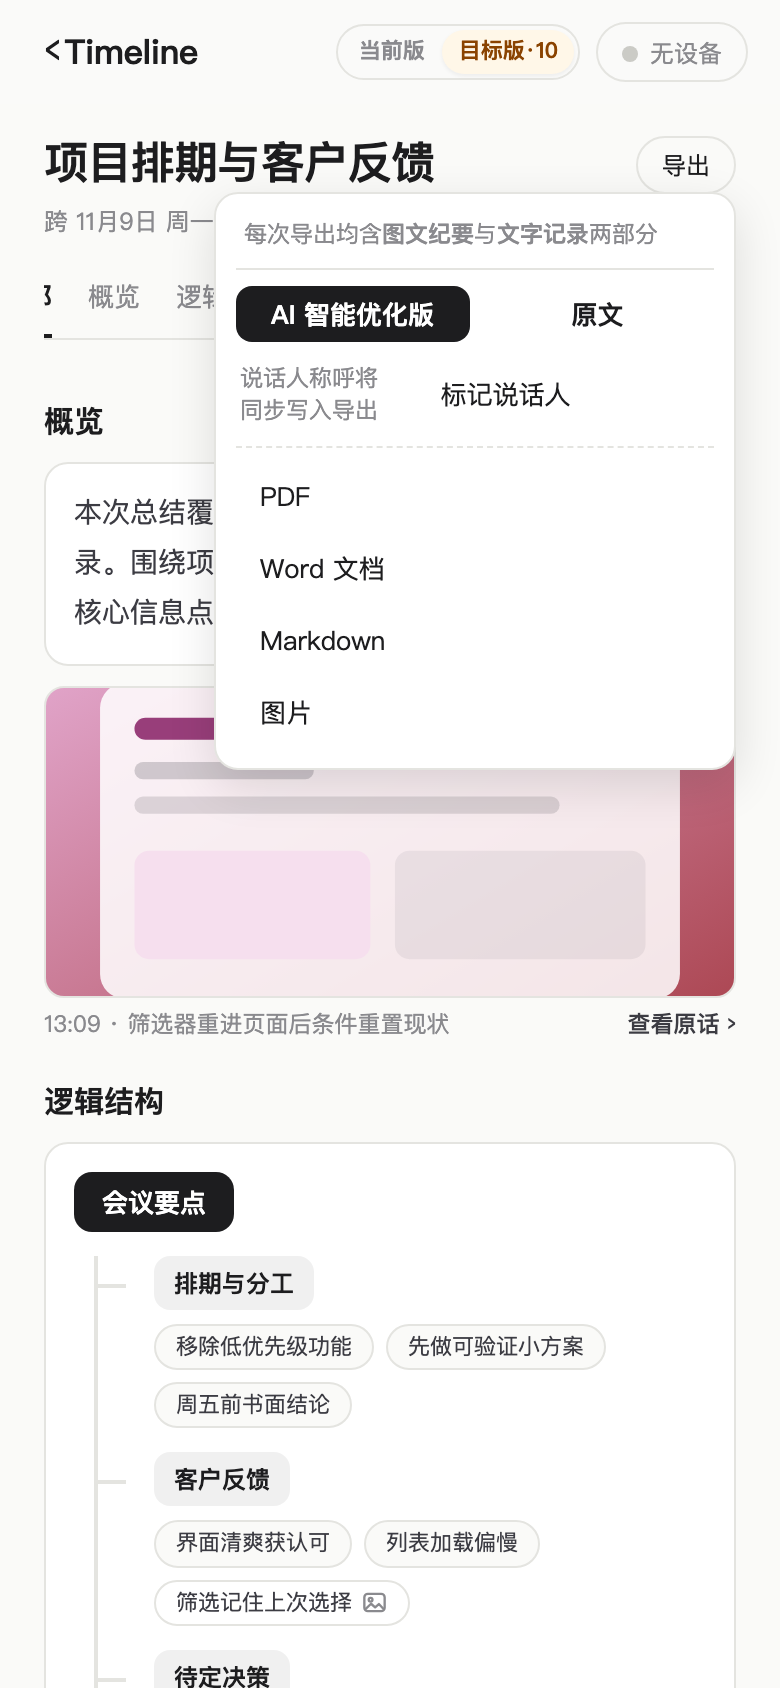 <Timeline
当前版 目标版·10
无设备
项目排期与客户反馈
导出
跨 11月9日 周一
每次导出均含图文纪要与文字记录两部分
概览
AI 智能优化版 原文
说话人称呼将
同步写入导出
标记说话人
概览
本次总结覆
录。围绕项
核心信息点
PDF
Word 文档
Markdown
图片
13:09 · 筛选器重进页面后条件重置现状
查看原话 ›
逻辑结构
会议要点
排期与分工
移除低优先级功能 先做可验证小方案
周五前书面结论
客户反馈
界面清爽获认可 列表加载偏慢
筛选记住上次选择
待定决策